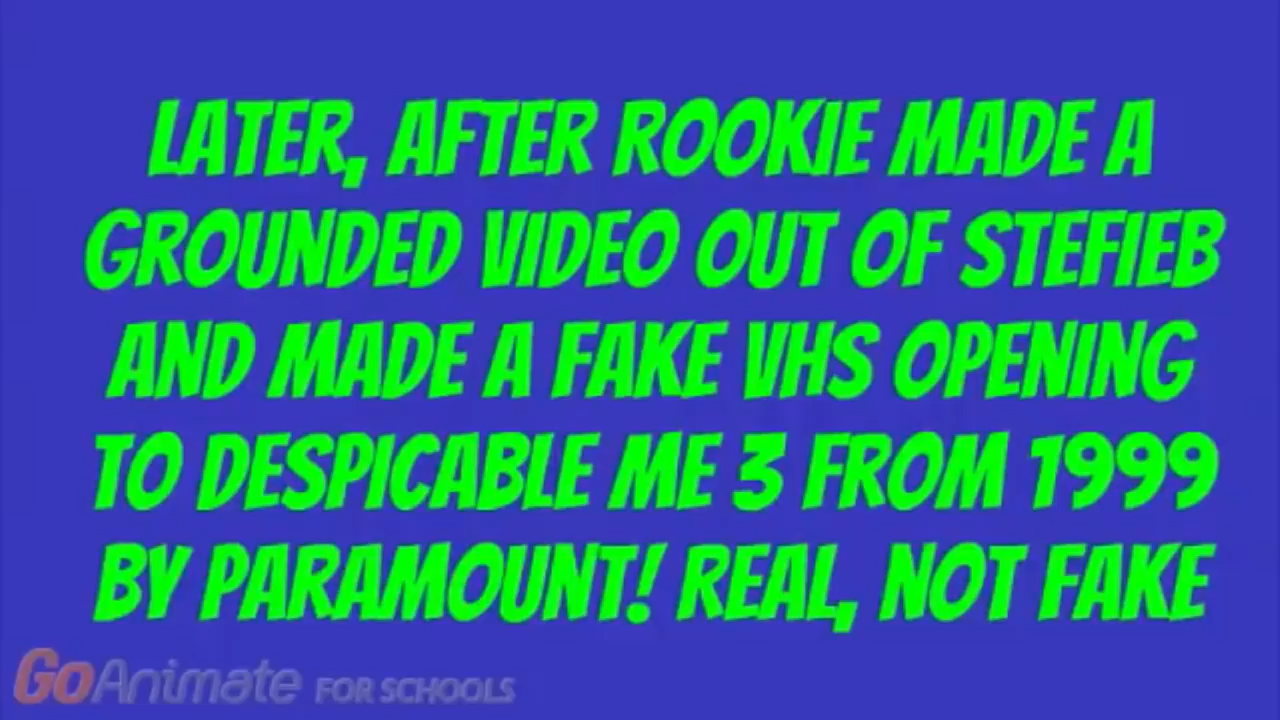 LATER, AFTER ROOKIE MADE A
GROUNDED VIDEO OUT OF STEFIEB
AND MADE A FAKE VHS OPENING
TO DESPICABLE ME 3 FROM 1999
BY PARAMOUNT! REAL, NOT FAKE
GoAnimate FOR SCHOOLS